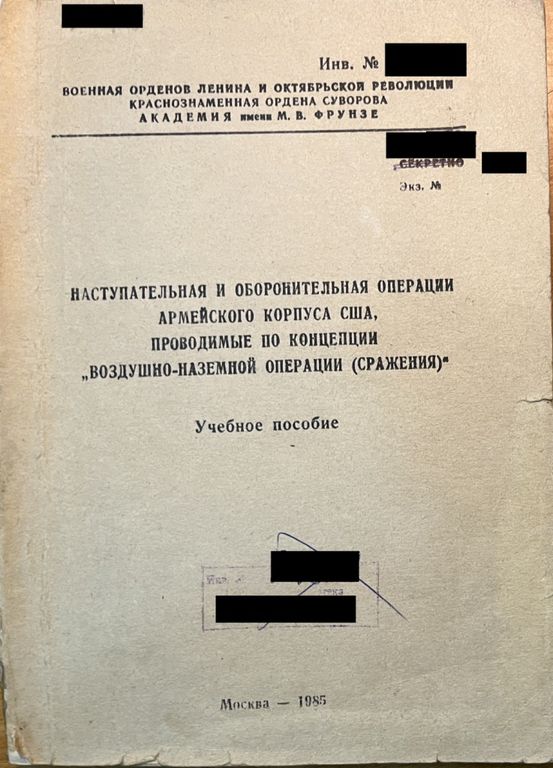 Инв. №
ВОЕННАЯ ОРДЕНОВ ЛЕНИНА И ОКТЯБРЬСКОЙ РЕВОЛЮЦИИ
КРАСНОЗНАМЕННАЯ ОРДЕНА СУВОРОВА
АКАДЕМИЯ имени М. В. ФРУНЗЕ
СЕКРЕТНО
Экз. №
НАСТУПАТЕЛЬНАЯ И ОБОРОНИТЕЛЬНАЯ ОПЕРАЦИИ
АРМЕЙСКОГО КОРПУСА США,
ПРОВОДИМЫЕ ПО КОНЦЕПЦИИ
„ВОЗДУШНО-НАЗЕМНОЙ ОПЕРАЦИИ (СРАЖЕНИЯ)“
Учебное пособие
Инв.
Москва — 1985